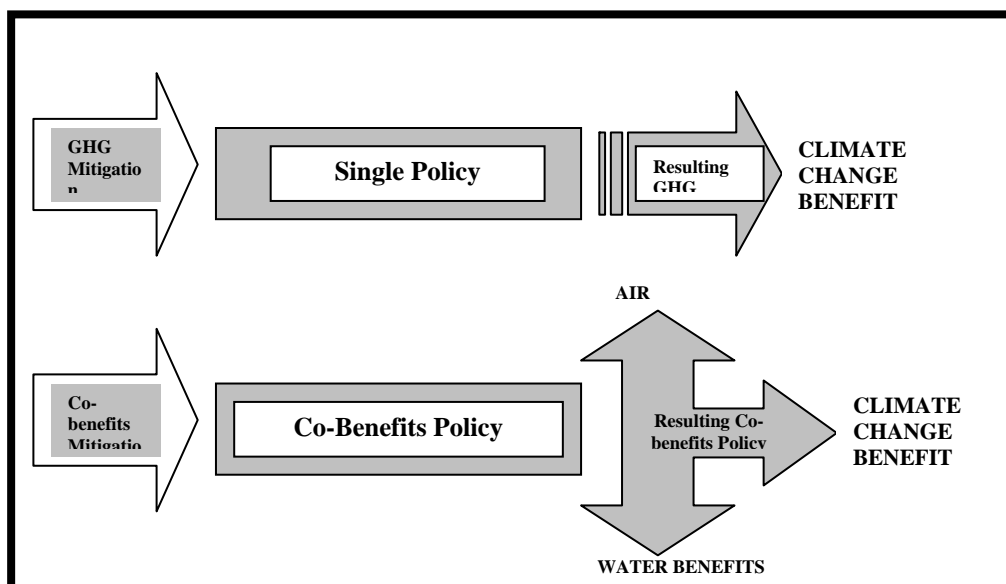 GHG
Mitigatio
n
Single Policy
Resulting
GHG
CLIMATE
CHANGE
BENEFIT
AIR
Co-
benefits
Mitigatio
Co-Benefits Policy
Resulting Co-
benefits Policy
CLIMATE
CHANGE
BENEFIT
WATER BENEFITS